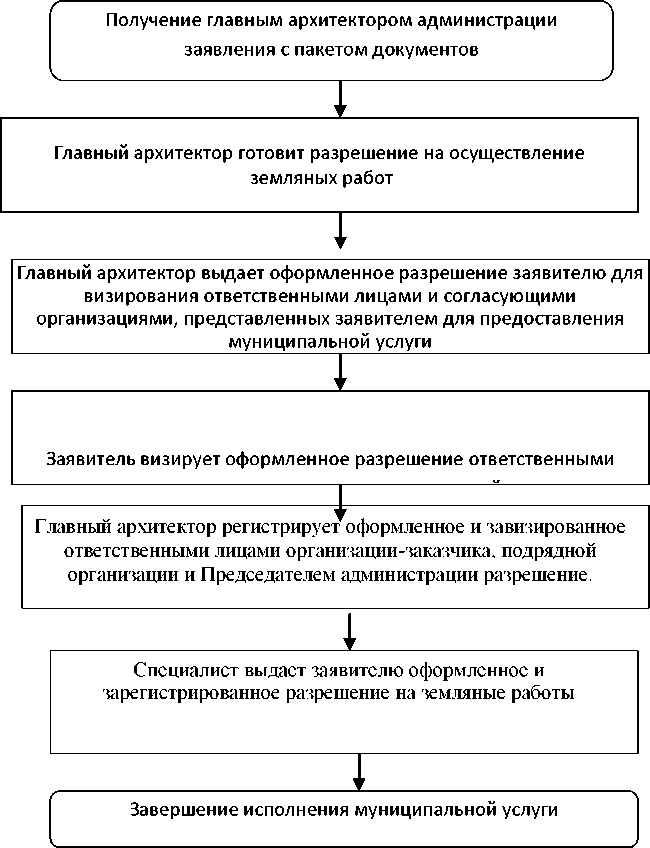 Получение главным архитектором администрации
заявления с пакетом документов
Главный архитектор готовит разрешение на осуществление
земляных работ
Главный архитектор выдает оформленное разрешение заявителю для
визирования ответственными лицами и согласующими
организациями, представленных заявителем для предоставления
муниципальной услуги
Заявитель визирует оформленное разрешение ответственными
Главный архитектор регистрирует оформленное и завизированное
ответственными лицами организации-заказчика, подрядной
организации и Председателем администрации разрешение.
Специалист выдаст заявителю оформленное и
зарегистрированное разрешение на земляные работы
Завершение исполнения муниципальной услуги